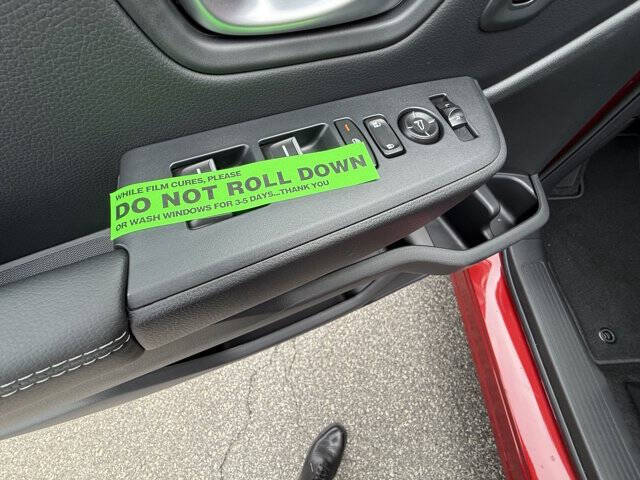 WHILE FILM CURES, PLEASE
DO NOT ROLL DOWN
OR WASH WINDOWS FOR 3-5 DAYS...THANK YOU